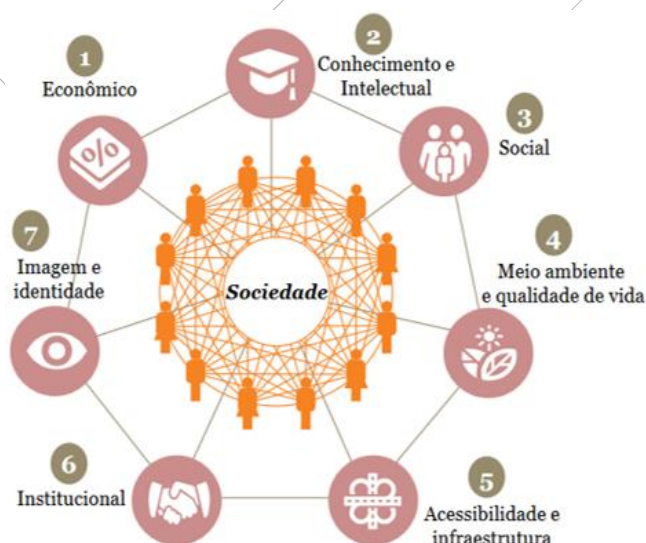 1
Econômico
2
Conhecimento e
Intelectual
3
Social
4
Meio ambiente
e qualidade de vida
5
Acessibilidade e
infraestrutura
6
Institucional
7
Imagem e
identidade
%
Sociedade